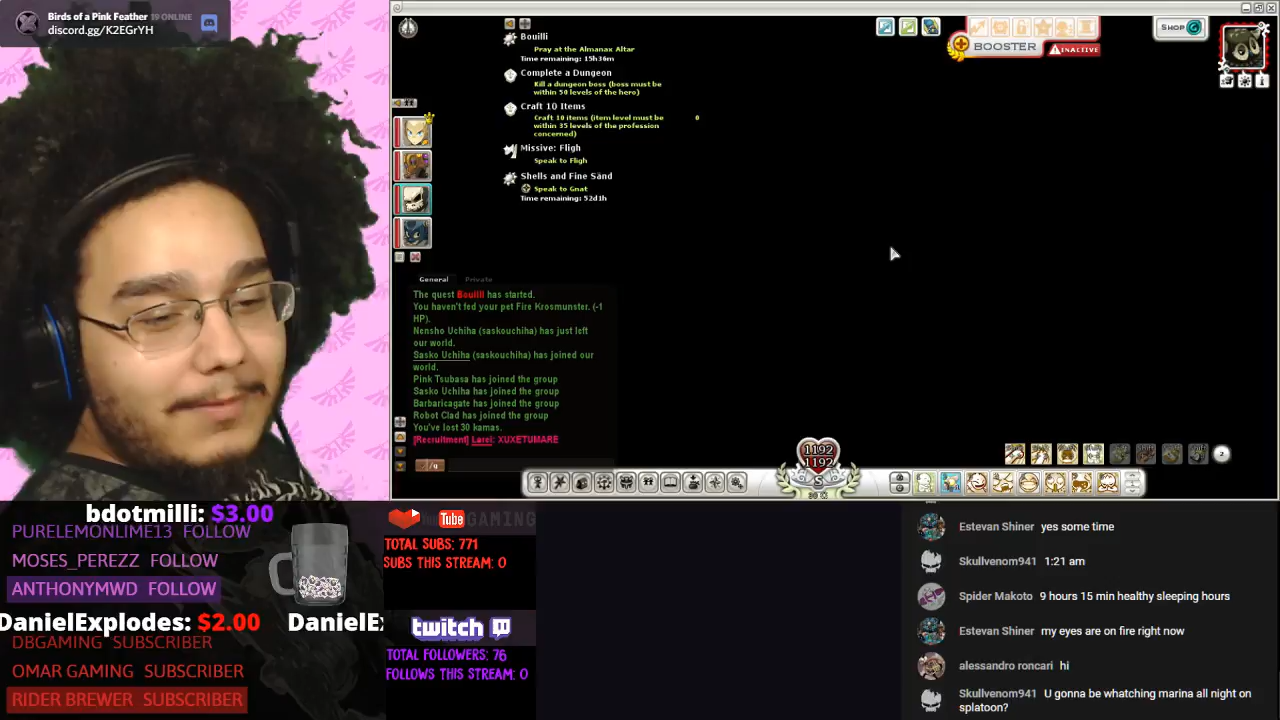 Birds of a Pink Feather 19 ONLINE
discord.gg/K2EGrYH
Bouilli
Pray at the Almanax Altar
Time remaining: 15h36m
Complete a Dungeon
Kill a dungeon boss (boss must be
within 50 levels of the hero)
Craft 10 Items
Craft 10 items (item level must be
within 35 levels of the profession
concerned)
0
Missive: Fligh
Speak to Fligh
Shells and Fine Sand
Speak to Gnat
Time remaining: 52d1h
BOOSTER
INACTIVE
SHOP
General Private
The quest Bouilli has started.
You haven't fed your pet Fire Krosmunster. (-1
HP).
Nensho Uchiha (saskouchiha) has just left
our world.
Sasko Uchiha (saskouchiha) has joined our
world.
Pink Tsubasa has joined the group
Sasko Uchiha has joined the group
Barbaricagate has joined the group
Robot Clad has joined the group
You've lost 30 kamas.
[Recruitment] Larei: XUXETUMARE
/g
1192
1192
2
bdotmilli: $3.00
PURELEMONLIME13 FOLLOW
MOSES_PEREZZ FOLLOW
ANTHONYMWD FOLLOW
DanielExplodes: $2.00 DanielE
DBGAMING SUBSCRIBER
OMAR GAMING SUBSCRIBER
RIDER BREWER SUBSCRIBER
YouTube GAMING
TOTAL SUBS: 771
SUBS THIS STREAM: 0
twitch
TOTAL FOLLOWERS: 76
FOLLOWS THIS STREAM: 0
Estevan Shiner yes some time
Skullvenom941 1:21 am
Spider Makoto 9 hours 15 min healthy sleeping hours
Estevan Shiner my eyes are on fire right now
alessandro roncari hi
Skullvenom941 U gonna be whatching marina all night on
splatoon?